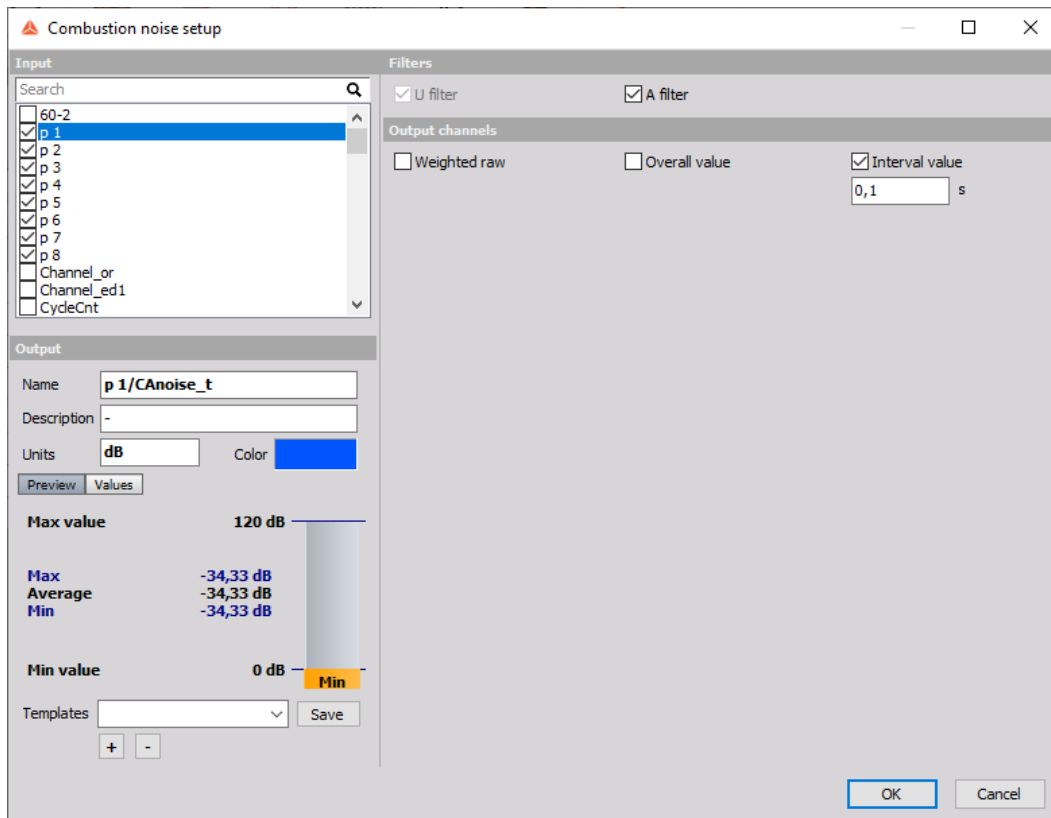 Combustion noise setup
Input
Search
60-2
p 1
p 2
p 3
p 4
p 5
p 6
p 7
p 8
Channel_or
Channel_ed1
CycleCnt
Filters
U filter
A filter
Output channels
Weighted raw
Overall value
Interval value
0,1 s
Output
Name p 1/CAnoise_t
Description -
Units dB Color
Preview Values
Max value 120 dB
Max -34,33 dB
Average -34,33 dB
Min -34,33 dB
Min value 0 dB
Min
Templates Save
+ -
OK Cancel